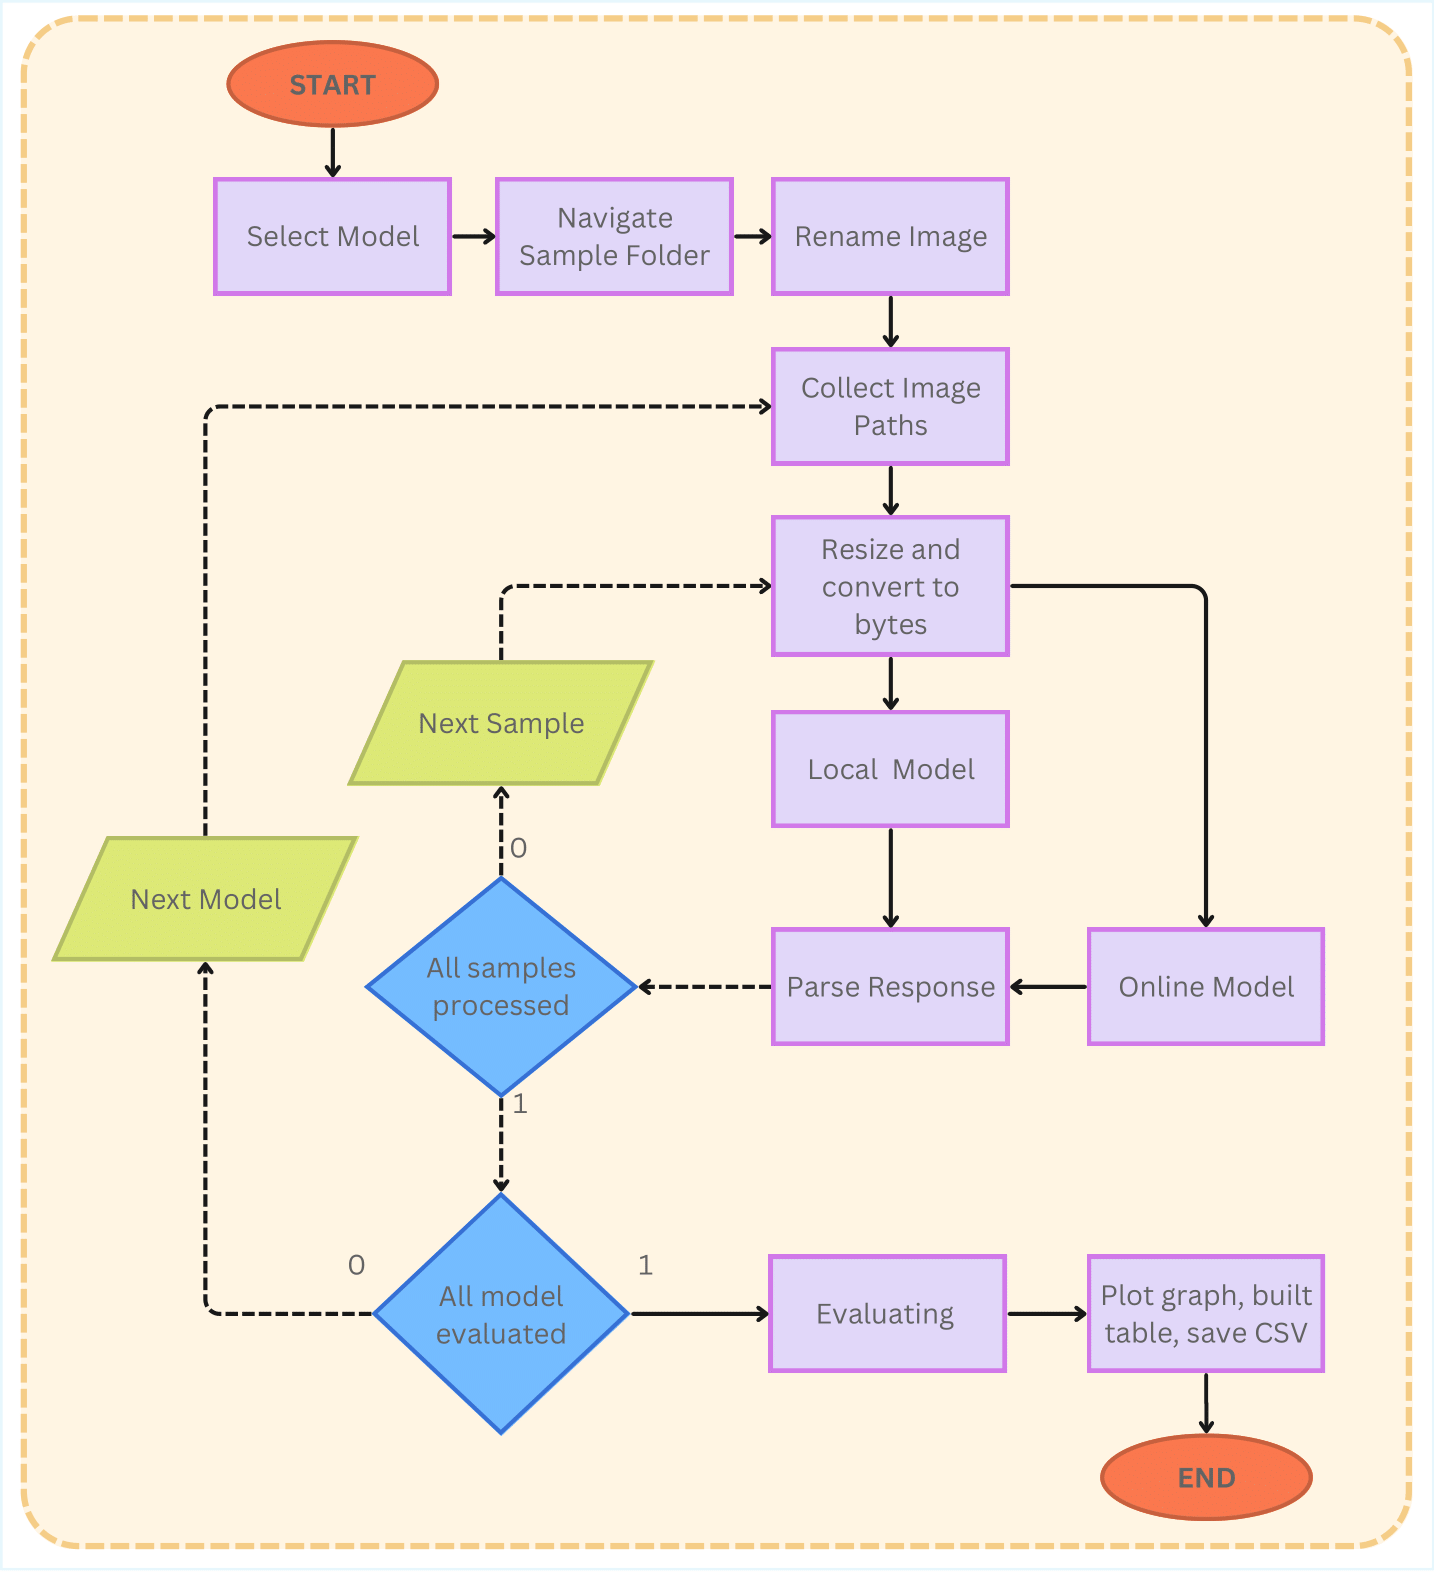 START
Select Model
Navigate
Sample Folder
Rename Image
Collect Image
Paths
Resize and
convert to
bytes
Next Sample
Local  Model
0
Next Model
All samples
processed
Parse Response
Online Model
1
0
1
All model
evaluated
Evaluating
Plot graph, built
table, save CSV
END